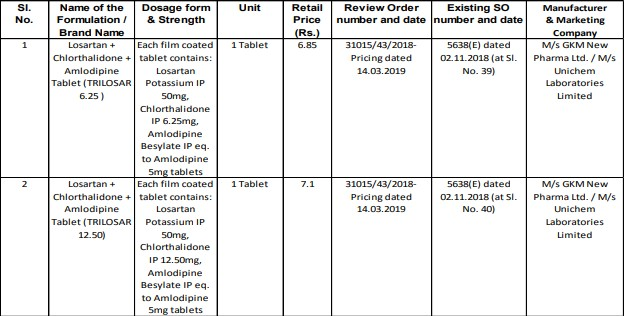 Sl. No.
Name of the Formulation / Brand Name
Dosage form & Strength
Unit
Retail Price (Rs.)
Review Order number and date
Existing SO number and date
Manufacturer & Marketing Company
1
Losartan +
Chlorthalidone +
Amlodipine
Tablet (TRILOSAR
6.25 )
Each film coated
tablet contains:
Losartan
Potassium IP
50mg,
Chlorthalidone
IP 6.25mg,
Amlodipine
Besylate IP eq.
to Amlodipine
5mg tablets
1 Tablet
6.85
31015/43/2018-
Pricing dated
14.03.2019
5638(E) dated
02.11.2018 (at Sl.
No. 39)
M/s GKM New
Pharma Ltd. / M/s
Unichem
Laboratories
Limited
2
Losartan +
Chlorthalidone +
Amlodipine
Tablet (TRILOSAR
12.50)
Each film coated
tablet contains:
Losartan
Potassium IP
50mg,
Chlorthalidone
IP 12.50mg,
Amlodipine
Besylate IP eq.
to Amlodipine
5mg tablets
1 Tablet
7.1
31015/43/2018-
Pricing dated
14.03.2019
5638(E) dated
02.11.2018 (at Sl.
No. 40)
M/s GKM New
Pharma Ltd. / M/s
Unichem
Laboratories
Limited